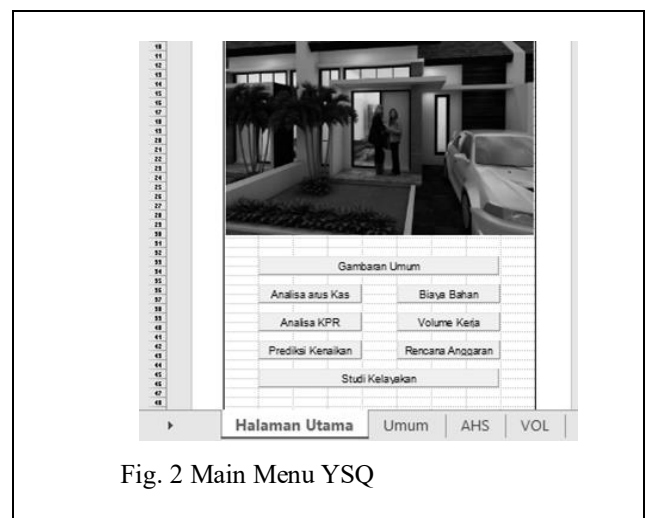 Gambaran Umum
Analisa arus Kas Biaya Bahan
Analisa KPR Volume Kerja
Prediksi Kenaikan Rencana Anggaran
Studi Kelayakan
Halaman Utama Umum AHS VOL
Fig. 2 Main Menu YSQ